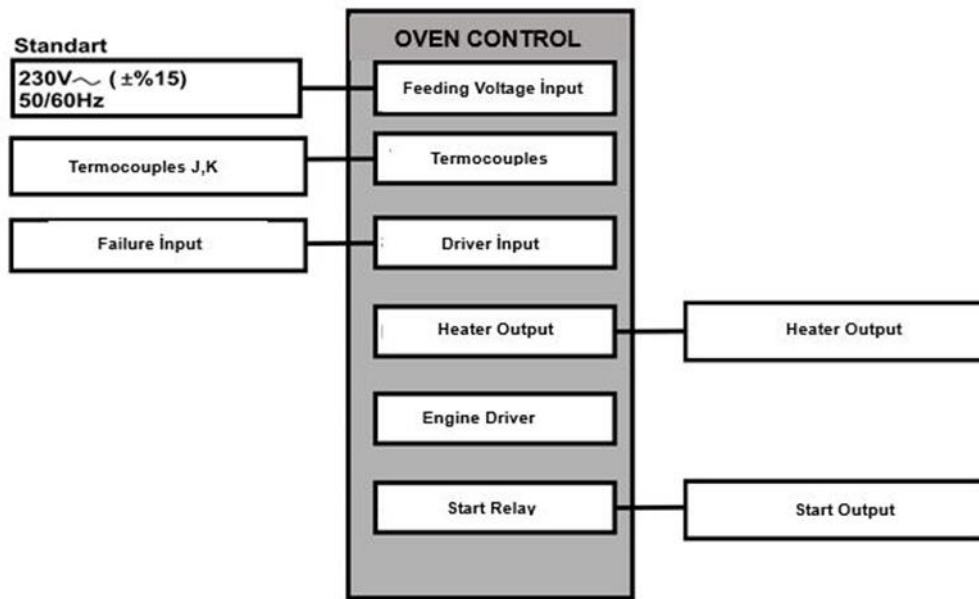 OVEN CONTROL
Standart
230V～ (±%15)
50/60Hz
Feeding Voltage İnput
Termocouples J,K
Termocouples
Failure İnput
Driver İnput
Heater Output
Heater Output
Engine Driver
Start Relay
Start Output